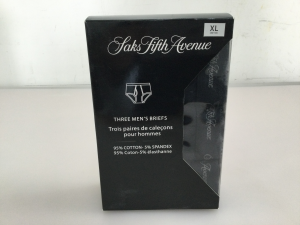 XL
Saks Fifth Avenue
THREE MEN'S BRIEFS
Trois paires de caleçons
pour hommes
95% COTTON- 5% SPANDEX
95% Coton-5% élasthanne